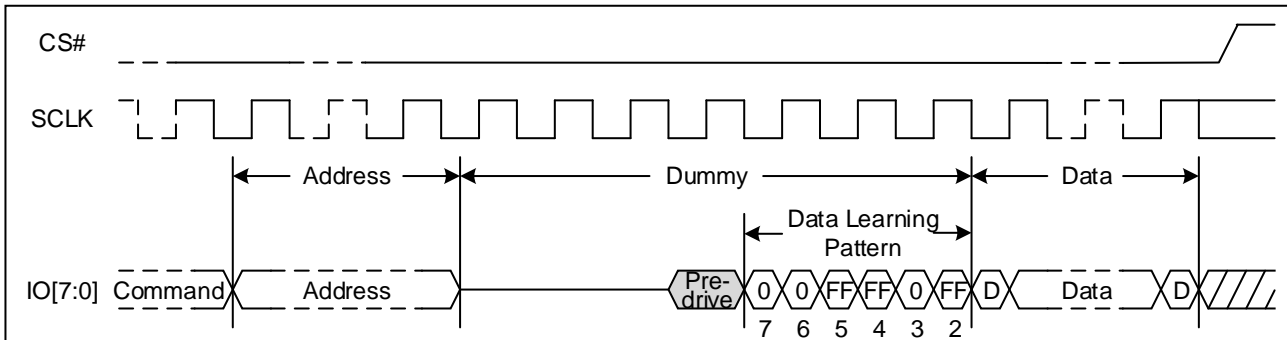 CS#
SCLK
Address Dummy Data
Data Learning
Pattern
IO[7:0] Command Address Pre-
drive 0 0 FF FF 0 FF D Data D
7 6 5 4 3 2